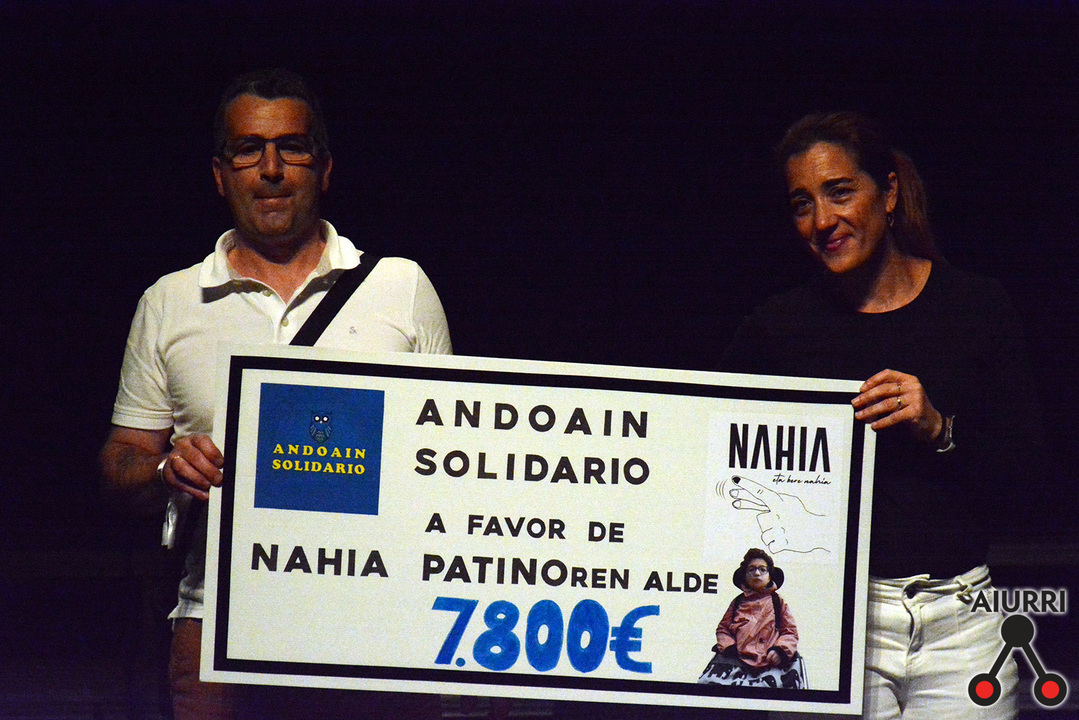 ANDOAIN
SOLIDARIO
ANDOAIN
SOLIDARIO
A FAVOR DE
NAHIA PATINOREN ALDE
7.800€
NAHIA
eta bere nahia
AIURRI